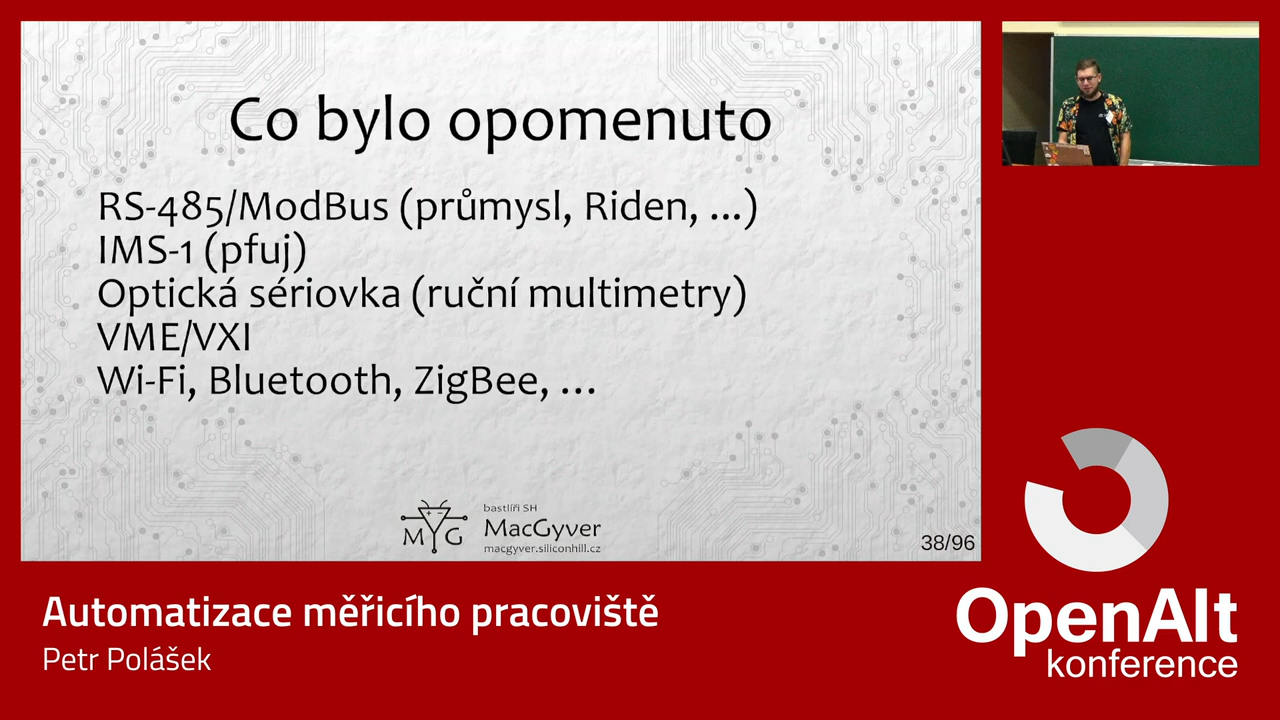 Co bylo opomenuto
RS-485/ModBus (průmysl, Riden, ...)
IMS-1 (pfuj)
Optická sériovka (ruční multimetry)
VME/VXI
Wi-Fi, Bluetooth, ZigBee, ...
MYG
bastlíři SH
MacGyver
macgyver.siliconhill.cz
38/96
Automatizace měřicího pracoviště
Petr Polášek
OpenAlt
konference